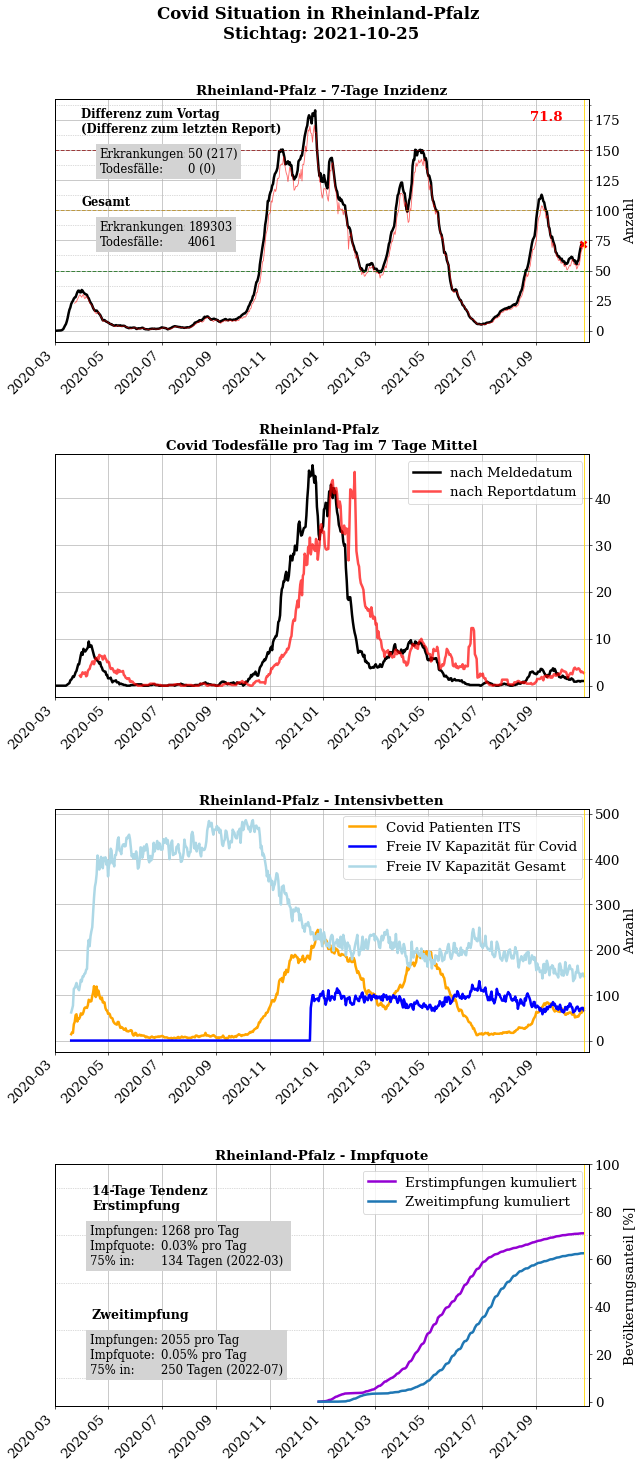 Covid Situation in Rheinland-Pfalz
Stichtag: 2021-10-25
Rheinland-Pfalz - 7-Tage Inzidenz
Differenz zum Vortag
(Differenz zum letzten Report)
Erkrankungen 50 (217)
Todesfälle: 0 (0)
Gesamt
Erkrankungen 189303
Todesfälle: 4061
71.8
175
150
125
100
75
50
25
0
Anzahl
2020-03
2020-05
2020-07
2020-09
2020-11
2021-01
2021-03
2021-05
2021-07
2021-09
Rheinland-Pfalz
Covid Todesfälle pro Tag im 7 Tage Mittel
nach Meldedatum
nach Reportdatum
40
30
20
10
0
2020-03
2020-05
2020-07
2020-09
2020-11
2021-01
2021-03
2021-05
2021-07
2021-09
Rheinland-Pfalz - Intensivbetten
Covid Patienten ITS
Freie IV Kapazität für Covid
Freie IV Kapazität Gesamt
500
400
300
200
100
0
Anzahl
2020-03
2020-05
2020-07
2020-09
2020-11
2021-01
2021-03
2021-05
2021-07
2021-09
Rheinland-Pfalz - Impfquote
14-Tage Tendenz
Erstimpfung
Impfungen: 1268 pro Tag
Impfquote: 0.03% pro Tag
75% in: 134 Tagen (2022-03)
Zweitimpfung
Impfungen: 2055 pro Tag
Impfquote: 0.05% pro Tag
75% in: 250 Tagen (2022-07)
Erstimpfungen kumuliert
Zweitimpfung kumuliert
100
80
60
40
20
0
Bevölkerungsanteil [%]
2020-03
2020-05
2020-07
2020-09
2020-11
2021-01
2021-03
2021-05
2021-07
2021-09